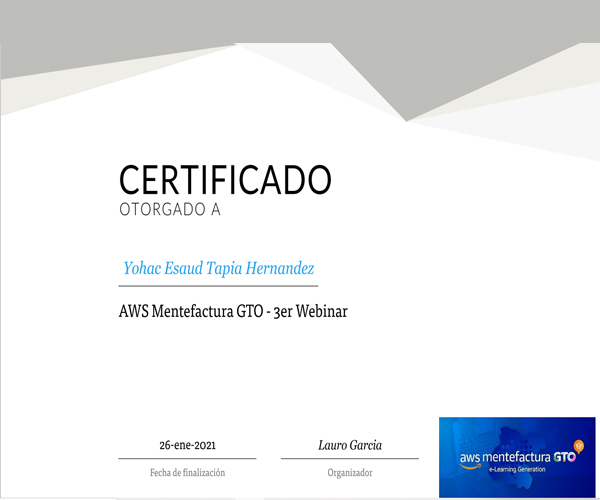 CERTIFICADO
OTORGADO A
Yohac Esaud Tapia Hernandez
AWS Mentefactura GTO - 3er Webinar
26-ene-2021
Lauro Garcia
Fecha de finalización
Organizador
aws mentefactura GTO
e-Learning Generation